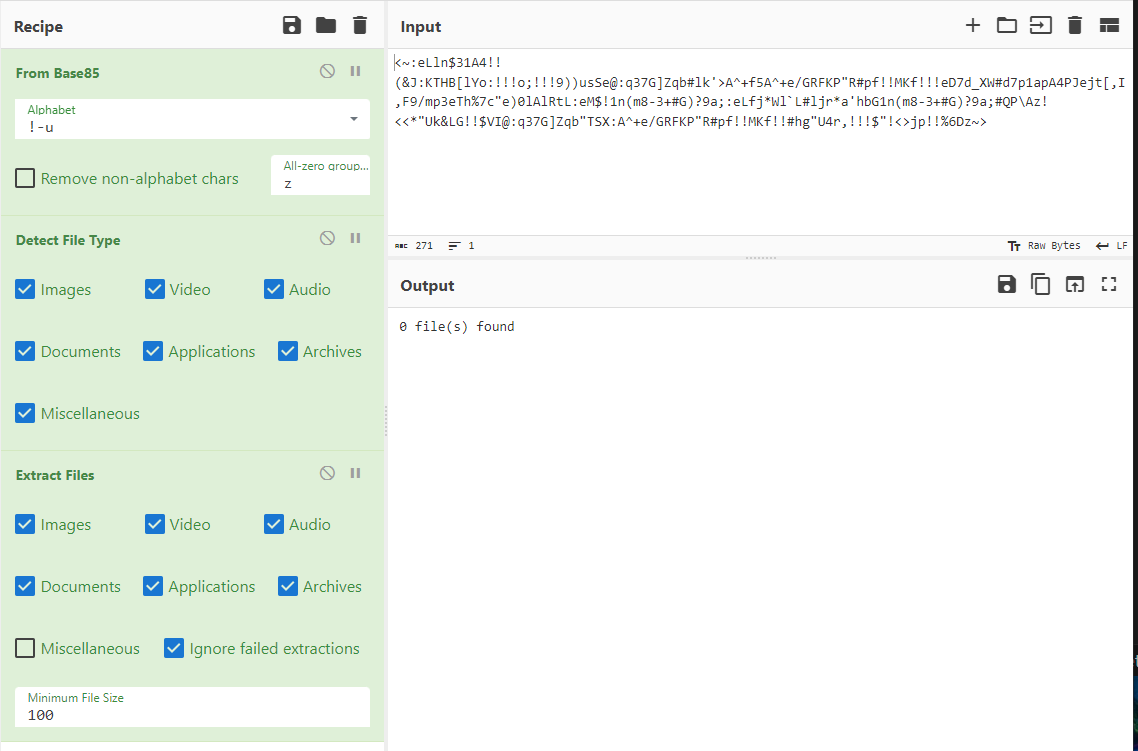 Recipe
From Base85
Alphabet
!-u
Remove non-alphabet chars
All-zero group...
z
Detect File Type
Images
Video
Audio
Documents
Applications
Archives
Miscellaneous
Extract Files
Images
Video
Audio
Documents
Applications
Archives
Miscellaneous
Ignore failed extractions
Minimum File Size
100
Input
<~:eLln$31A4!!
(&J:KTHB[lYo:!!!o;!!!9))usSe@:q37G]Zqb#lk'>A^+f5A^+e/GRFKP"R#pf!!MKf!!!eD7d_XW#d7p1apA4PJejt[,I
,F9/mp3eTh%7c"e)0lAlRtL:eM$!1n(m8-3+#G)?9a;:eLfj*Wl`L#ljr*a'hbG1n(m8-3+#G)?9a;#QP\Az!
<<*"Uk&LG!!$VI@:q37G]Zqb"TSX:A^+e/GRFKP"R#pf!!MKf!!#hg"U4r,!!!$"!<>jp!!%6Dz~>
ABC 271
1
Tт Raw Bytes
LF
Output
0 file(s) found